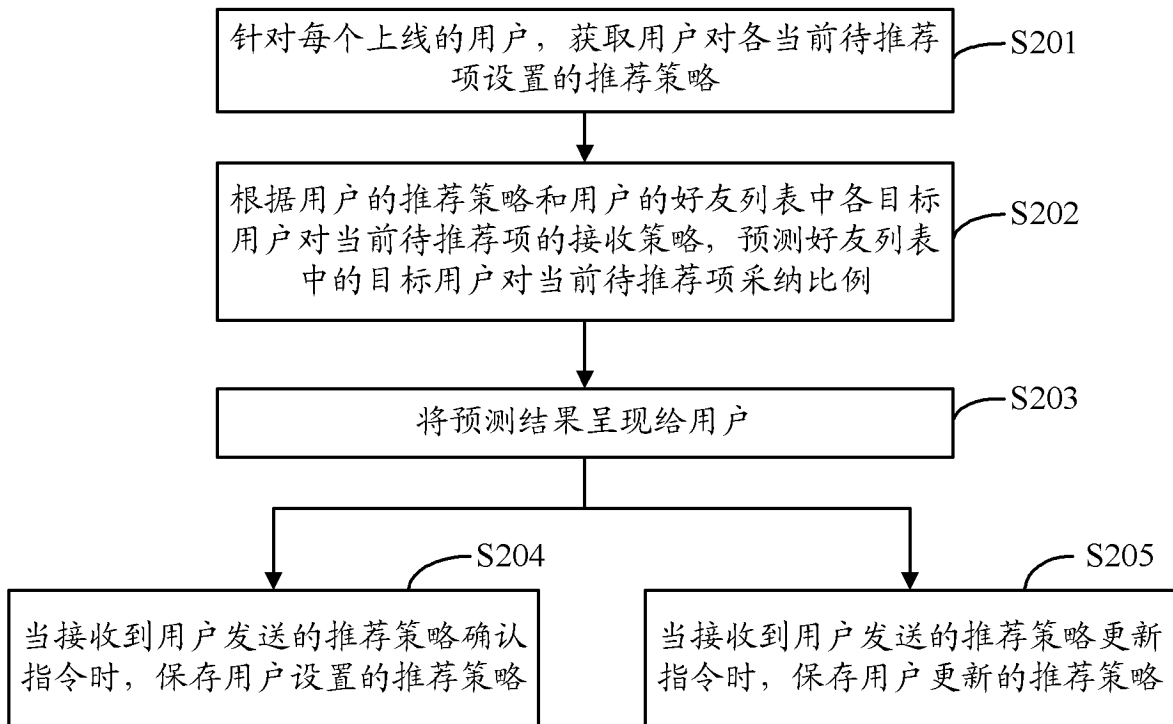 针对每个上线的用户，获取用户对各当前待推荐
项设置的推荐策略
S201
根据用户的推荐策略和用户的好友列表中各目标
用户对当前待推荐项的接收策略，预测好友列表
中的目标用户对当前待推荐项采纳比例
S202
将预测结果呈现给用户
S203
S204
当接收到用户发送的推荐策略确认
指令时，保存用户设置的推荐策略
S205
当接收到用户发送的推荐策略更新
指令时，保存用户更新的推荐策略